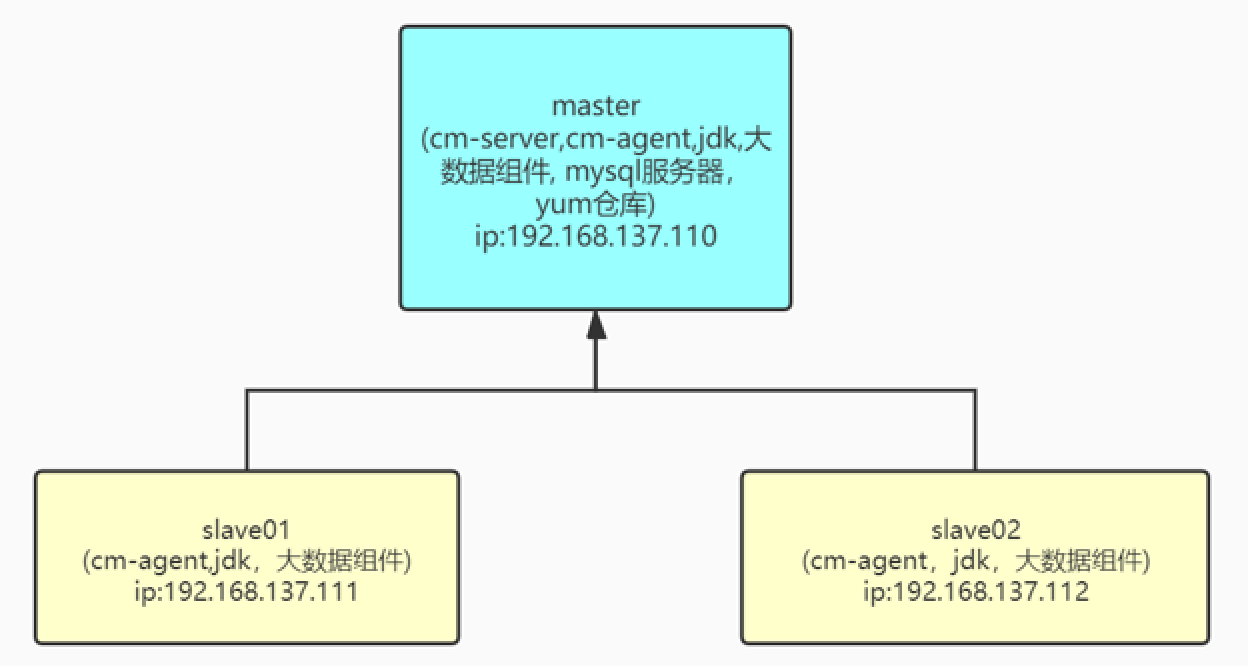 master
(cm-server,cm-agent,jdk,大
数据组件, mysql服务器，
yum仓库)
ip:192.168.137.110
slave01
(cm-agent,jdk，大数据组件)
ip:192.168.137.111
slave02
(cm-agent，jdk，大数据组件)
ip:192.168.137.112